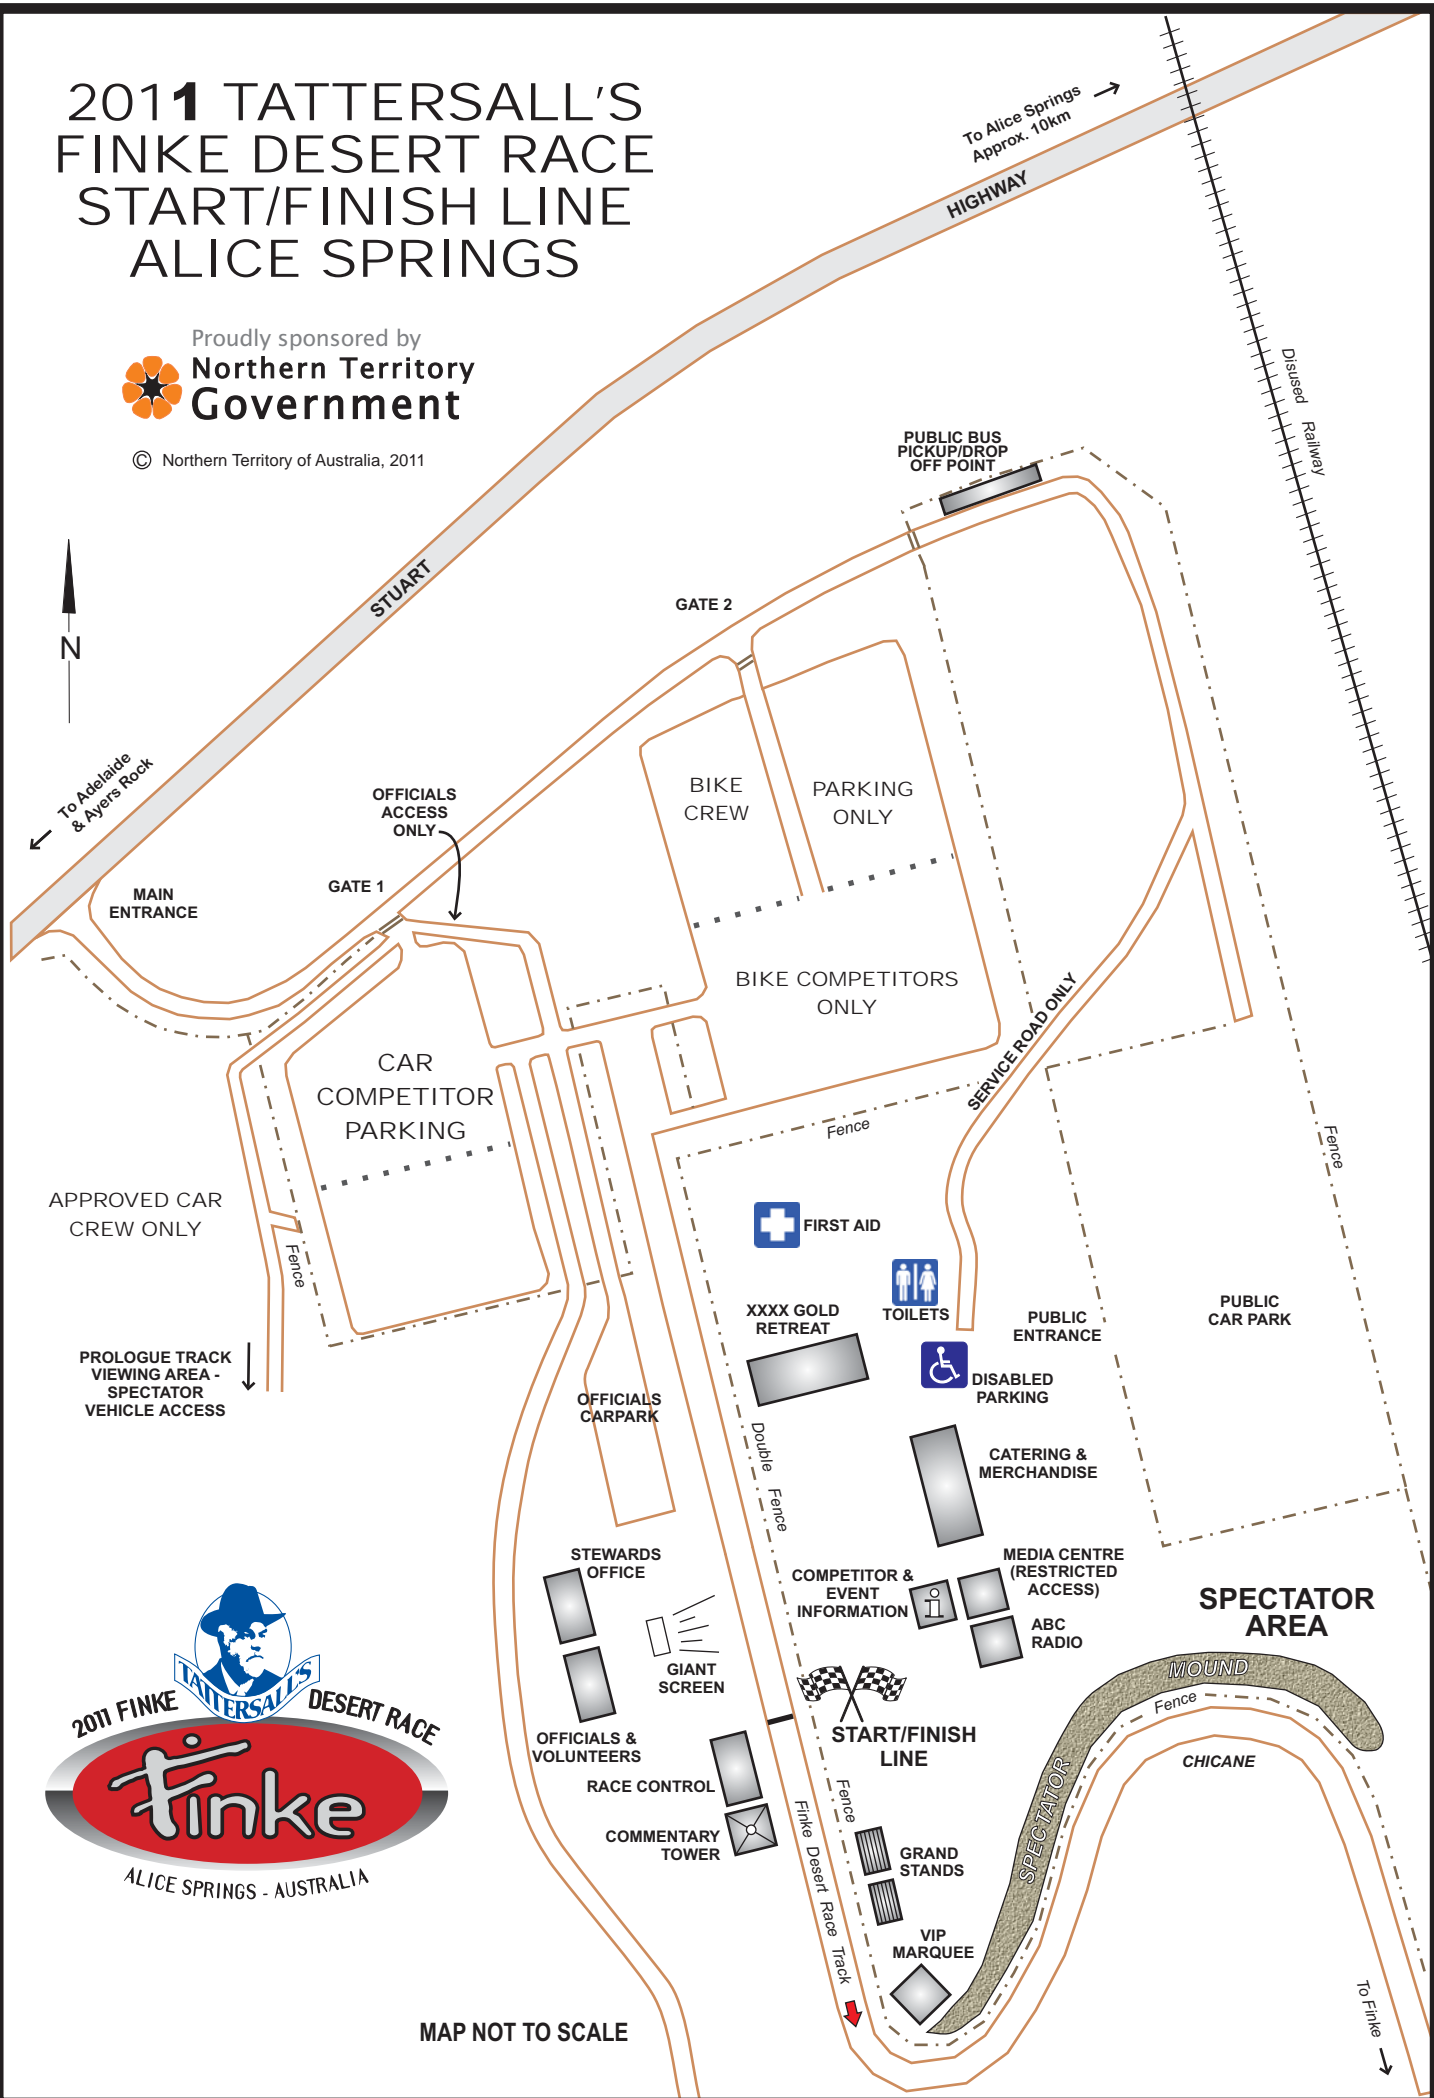 2011 TATTERSALL'S
FINKE DESERT RACE
START/FINISH LINE
ALICE SPRINGS
Proudly sponsored by
Northern Territory
Government
© Northern Territory of Australia, 2011
To Alice Springs
Approx. 10km
HIGHWAY
STUART
Disused Railway
PUBLIC BUS
PICKUP/DROP
OFF POINT
N
GATE 2
To Adelaide
& Ayers Rock
OFFICIALS
ACCESS
ONLY
BIKE
CREW
PARKING
ONLY
GATE 1
MAIN
ENTRANCE
BIKE COMPETITORS
ONLY
SERVICE ROAD ONLY
CAR
COMPETITOR
PARKING
Fence
Fence
APPROVED CAR
CREW ONLY
Fence
FIRST AID
TOILETS
XXXX GOLD
RETREAT
PUBLIC
ENTRANCE
PUBLIC
CAR PARK
PROLOGUE TRACK
VIEWING AREA -
SPECTATOR
VEHICLE ACCESS
DISABLED
PARKING
OFFICIALS
CARPARK
Double Fence
CATERING &
MERCHANDISE
STEWARDS
OFFICE
COMPETITOR &
EVENT
INFORMATION
i
MEDIA CENTRE
(RESTRICTED
ACCESS)
ABC
RADIO
SPECTATOR
AREA
GIANT
SCREEN
MOUND
Fence
START/FINISH
LINE
OFFICIALS &
VOLUNTEERS
CHICANE
RACE CONTROL
Fence
SPECTATOR
COMMENTARY
TOWER
Finke Desert Race Track
GRAND
STANDS
VIP
MARQUEE
To Finke
TATTERSALL'S
2011 FINKE DESERT RACE
Finke
ALICE SPRINGS - AUSTRALIA
MAP NOT TO SCALE